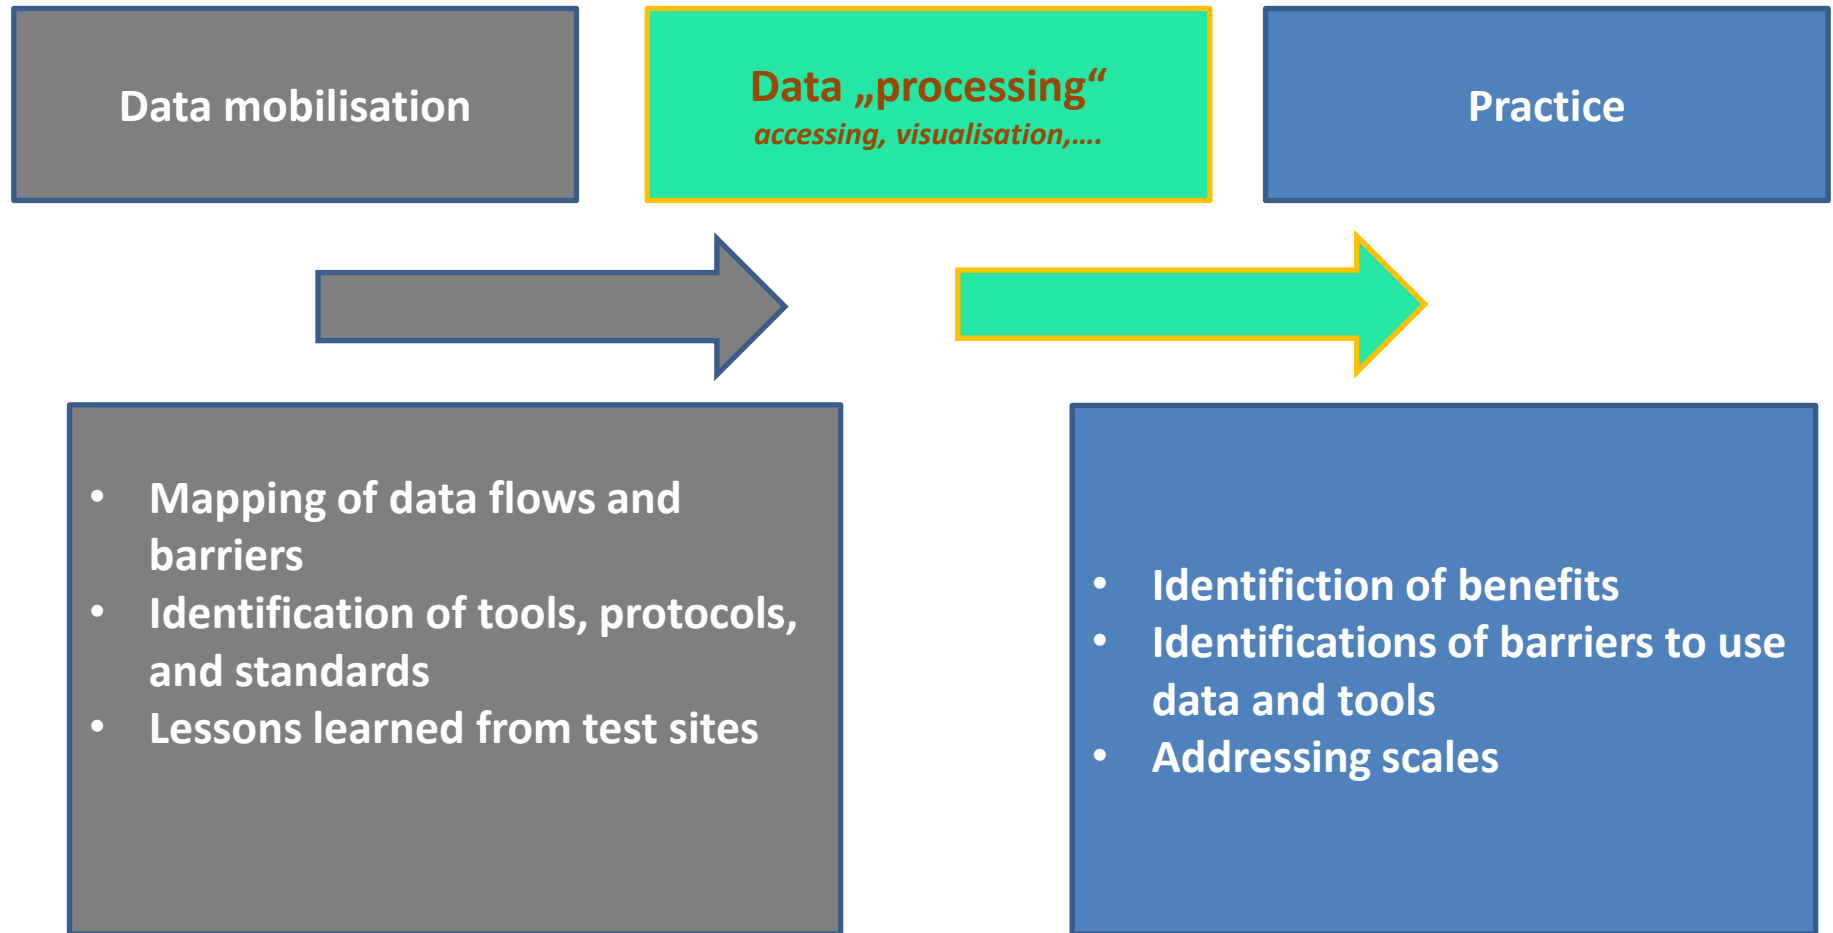 Data mobilisation
Data „processing“
accessing, visualisation,....
Practice
• Mapping of data flows and
barriers
• Identification of tools, protocols,
and standards
• Lessons learned from test sites
• Identifiction of benefits
• Identifications of barriers to use
data and tools
• Addressing scales